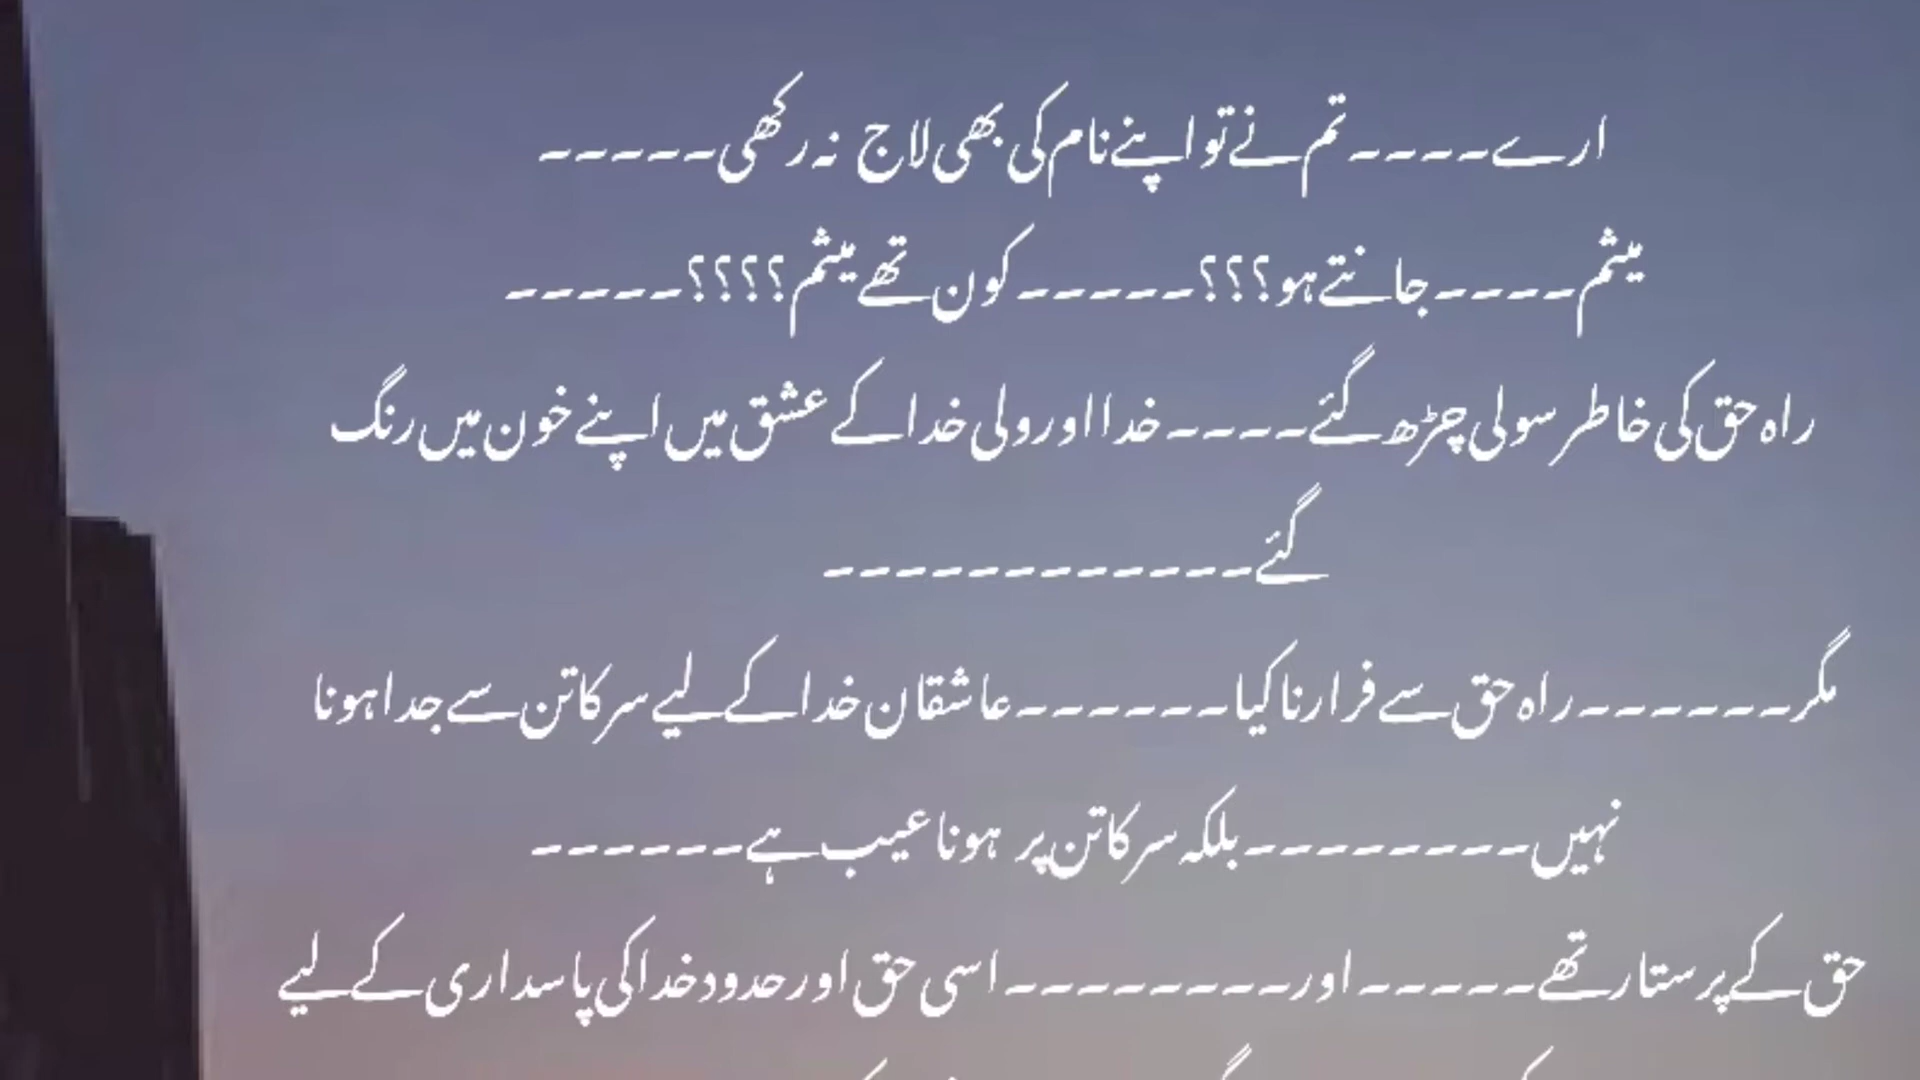 ارے۔۔۔۔تم نے تو اپنے نام کی بھی لاج نہ رکھی۔۔۔۔۔
میثم۔۔۔۔جانتے ہو؟؟؟۔۔۔۔۔کون تھے میثم؟؟؟؟۔۔۔۔۔
راہ حق کی خاطر سولی چڑھ گئے۔۔۔۔خدا اور ولی خدا کے عشق میں اپنے خون میں رنگ
گئے۔۔۔۔۔۔۔۔۔۔۔۔
مگر۔۔۔۔۔۔راہ حق سے فرار نا کیا۔۔۔۔۔۔عاشقان خدا کے لیے سر کا تن سے جدا ہونا
نہیں۔۔۔۔۔۔۔۔بلکہ سر کا تن پر ہونا عیب ہے۔۔۔۔۔۔
حق کے پرستار تھے۔۔۔۔۔اور۔۔۔۔۔۔۔۔اسی حق اور حدود خدا کی پاسداری کے لیے